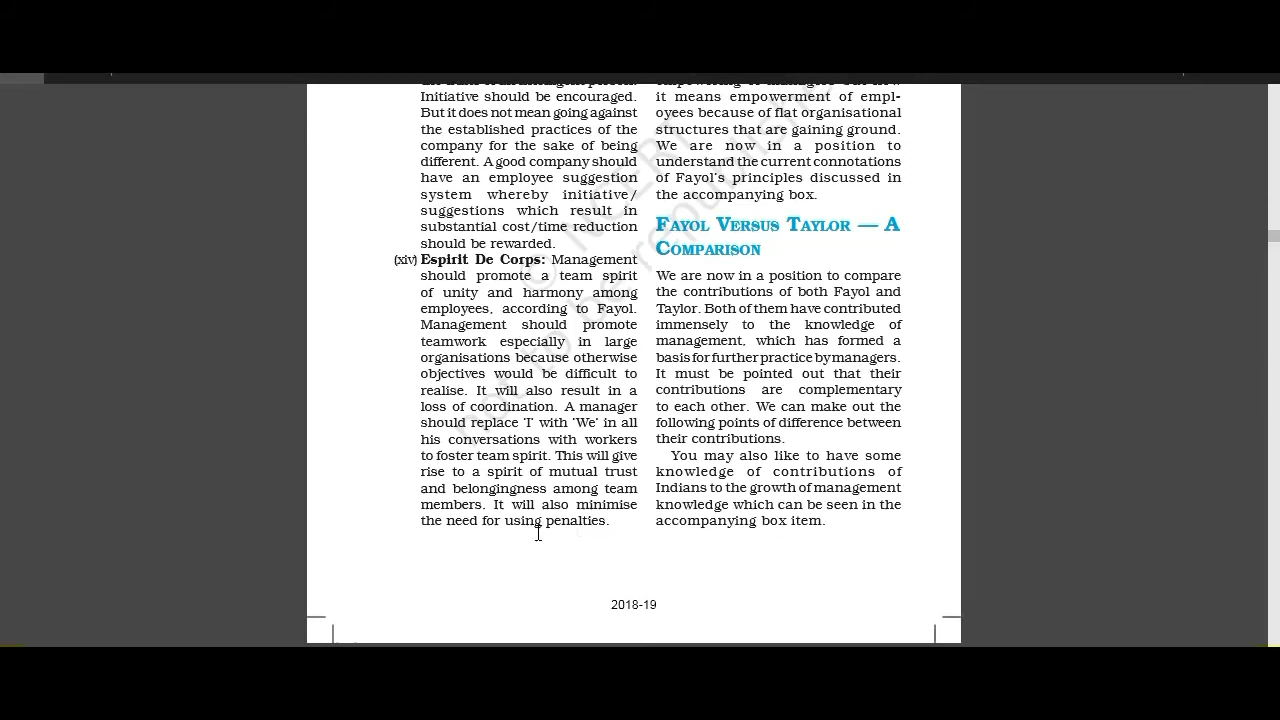 Initiative should be encouraged.
But it does not mean going against
the established practices of the
company for the sake of being
different. A good company should
have an employee suggestion
system whereby initiative/
suggestions which result in
substantial cost/time reduction
should be rewarded.
(xiv) Espirit De Corps: Management
should promote a team spirit
of unity and harmony among
employees, according to Fayol.
Management should promote
teamwork especially in large
organisations because otherwise
objectives would be difficult to
realise. It will also result in a
loss of coordination. A manager
should replace 'I' with 'We' in all
his conversations with workers
to foster team spirit. This will give
rise to a spirit of mutual trust
and belongingness among team
members. It will also minimise
the need for using penalties.
it means empowerment of empl-
oyees because of flat organisational
structures that are gaining ground.
We are now in a position to
understand the current connotations
of Fayol's principles discussed in
the accompanying box.
FAYOL VERSUS TAYLOR — A
COMPARISON
We are now in a position to compare
the contributions of both Fayol and
Taylor. Both of them have contributed
immensely to the knowledge of
management, which has formed a
basis for further practice by managers.
It must be pointed out that their
contributions are complementary
to each other. We can make out the
following points of difference between
their contributions.
You may also like to have some
knowledge of contributions of
Indians to the growth of management
knowledge which can be seen in the
accompanying box item.
2018-19
© NCERT
not to be republishe